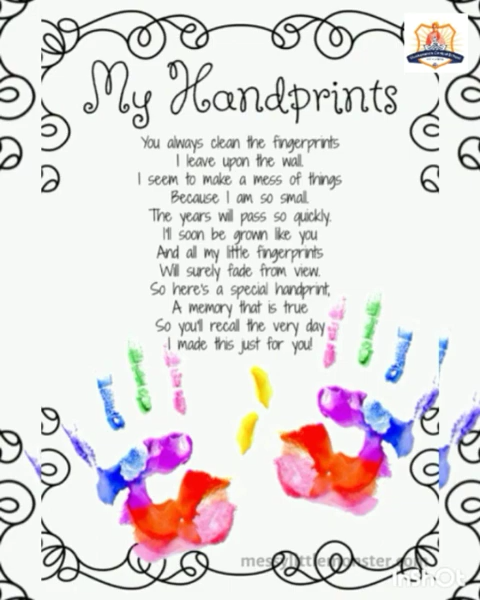 My Handprints
You always clean the fingerprints
I leave upon the wall.
I seem to make a mess of things
Because I am so small.
The years will pass so quickly.
I'll soon be grown like you
And all my little fingerprints
Will surely fade from view.
So here's a special handprint,
A memory that is true
So you'll recall the very day
I made this just for you!
messylittlemonster.com
InShOt